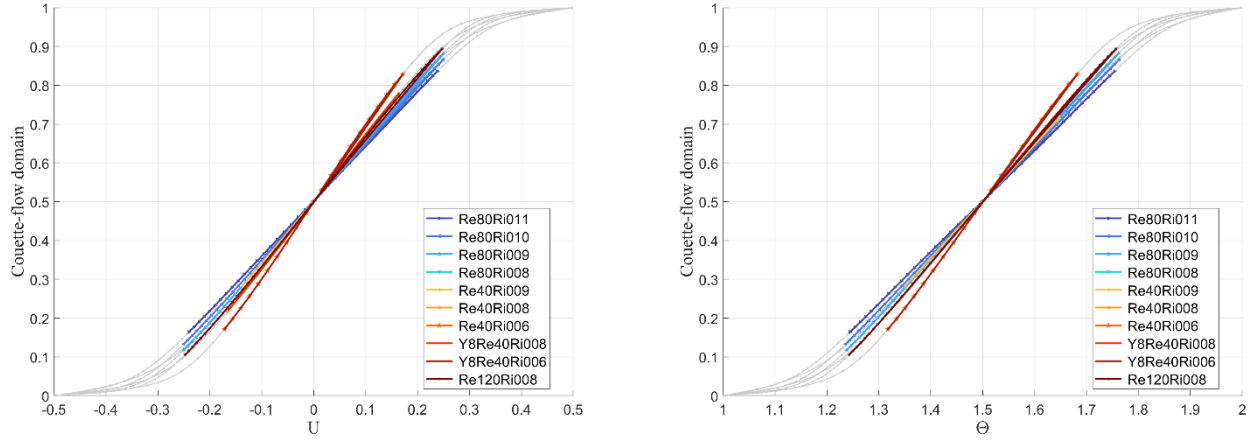 1
0.9
0.8
0.7
0.6
0.5
0.4
0.3
0.2
0.1
0
Couette-flow domain
-0.5 -0.4 -0.3 -0.2 -0.1 0 0.1 0.2 0.3 0.4 0.5
U
Re80Ri011
Re80Ri010
Re80Ri009
Re80Ri008
Re40Ri009
Re40Ri008
Re40Ri006
Y8Re40Ri008
Y8Re40Ri006
Re120Ri008
1
0.9
0.8
0.7
0.6
0.5
0.4
0.3
0.2
0.1
0
Couette-flow domain
1 1.1 1.2 1.3 1.4 1.5 1.6 1.7 1.8 1.9 2
Θ
Re80Ri011
Re80Ri010
Re80Ri009
Re80Ri008
Re40Ri009
Re40Ri008
Re40Ri006
Y8Re40Ri008
Y8Re40Ri006
Re120Ri008